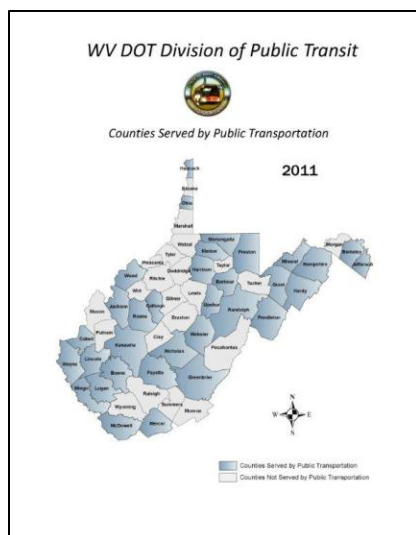 WV DOT Division of Public Transit
Counties Served by Public Transportation
2011
Hancock
Brooke
Ohio
Marshall
Wetzel
Monongalia
Marion
Preston
Morgan
Berkeley
Jefferson
Mineral
Hampshire
Tyler
Pleasants
Doddridge
Harrison
Taylor
Wood
Ritchie
Barbour
Tucker
Grant
Hardy
Wirt
Lewis
Jackson
Calhoun
Gilmer
Upshur
Randolph
Mason
Roane
Braxton
Pendleton
Putnam
Webster
Cabell
Kanawha
Clay
Pocahontas
Wayne
Lincoln
Nicholas
Boone
Fayette
Greenbrier
Mingo
Logan
Raleigh
Wyoming
Summers
Monroe
McDowell
Mercer
N
W E
Counties Served by Public Transportation
Counties Not Served by Public Transportation